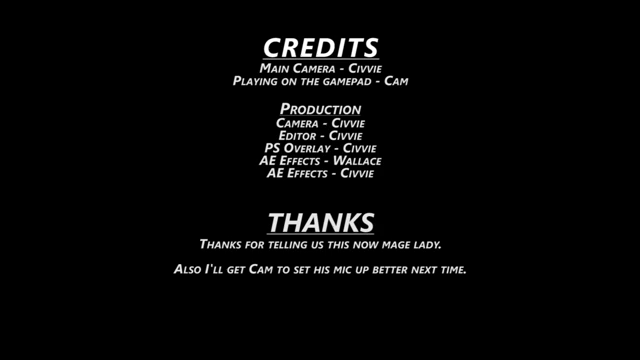 CREDITS
MAIN CAMERA - CIVVIE
PLAYING ON THE GAMEPAD - CAM
PRODUCTION
CAMERA - CIVVIE
EDITOR - CIVVIE
PS OVERLAY - CIVVIE
AE EFFECTS - WALLACE
AE EFFECTS - CIVVIE
THANKS
THANKS FOR TELLING US THIS NOW MAGE LADY.
ALSO I'LL GET CAM TO SET HIS MIC UP BETTER NEXT TIME.